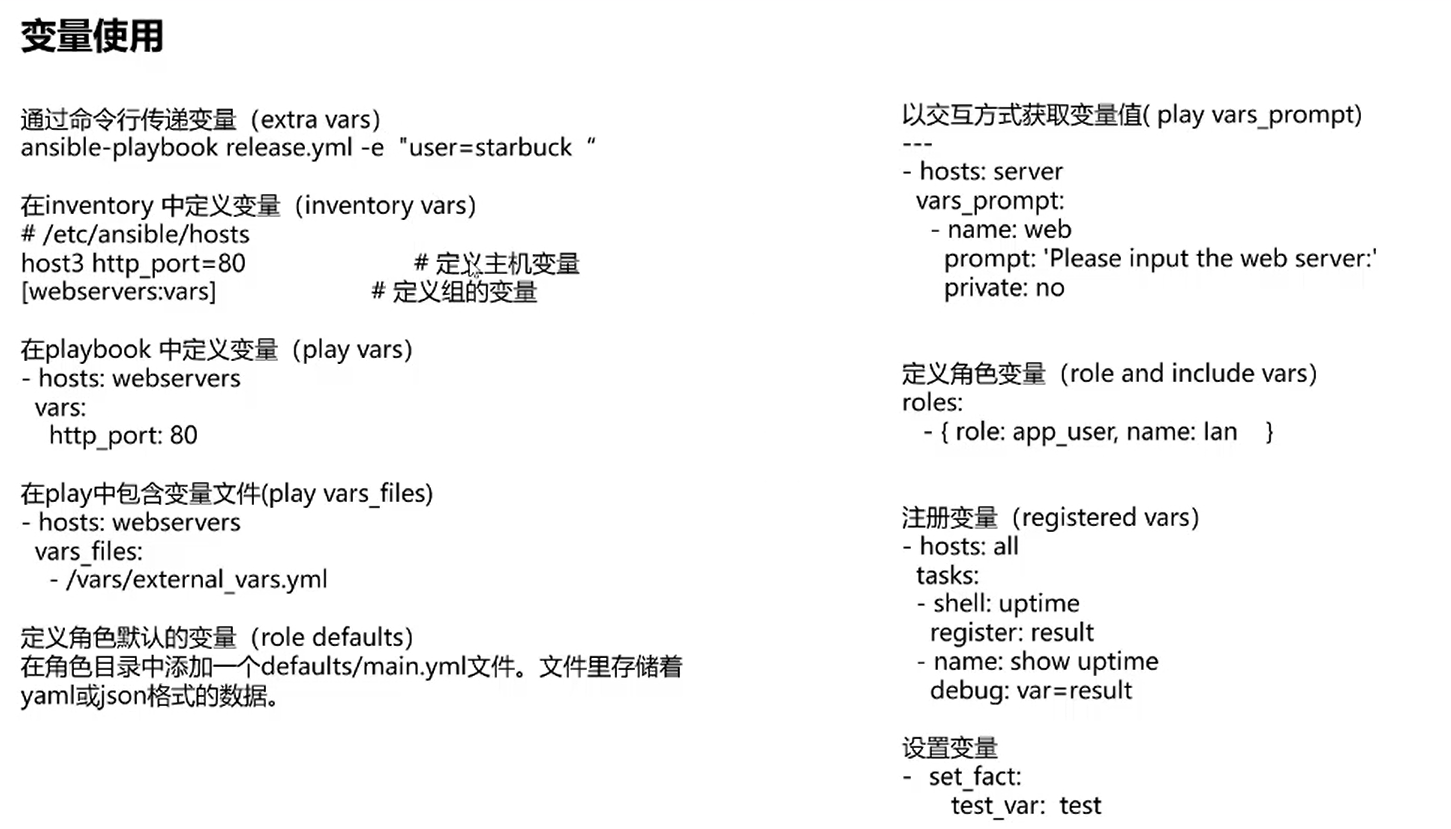 变量使用
通过命令行传递变量（extra vars）
ansible-playbook release.yml -e  "user=starbuck  “
在inventory 中定义变量（inventory vars）
# /etc/ansible/hosts
host3 http_port=80                        # 定义主机变量
[webservers:vars]                      # 定义组的变量
在playbook 中定义变量（play vars）
- hosts: webservers
  vars:
    http_port: 80
在play中包含变量文件(play vars_files)
- hosts: webservers
  vars_files:
    - /vars/external_vars.yml
定义角色默认的变量（role defaults）
在角色目录中添加一个defaults/main.yml文件。文件里存储着
yaml或json格式的数据。
以交互方式获取变量值( play vars_prompt)
---
- hosts: server
  vars_prompt:
    - name: web
      prompt: 'Please input the web server:'
      private: no
定义角色变量（role and include vars）
roles:
   - { role: app_user, name: lan    }
注册变量（registered vars）
- hosts: all
  tasks:
  - shell: uptime
    register: result
  - name: show uptime
    debug: var=result
设置变量
-  set_fact:
      test_var:  test